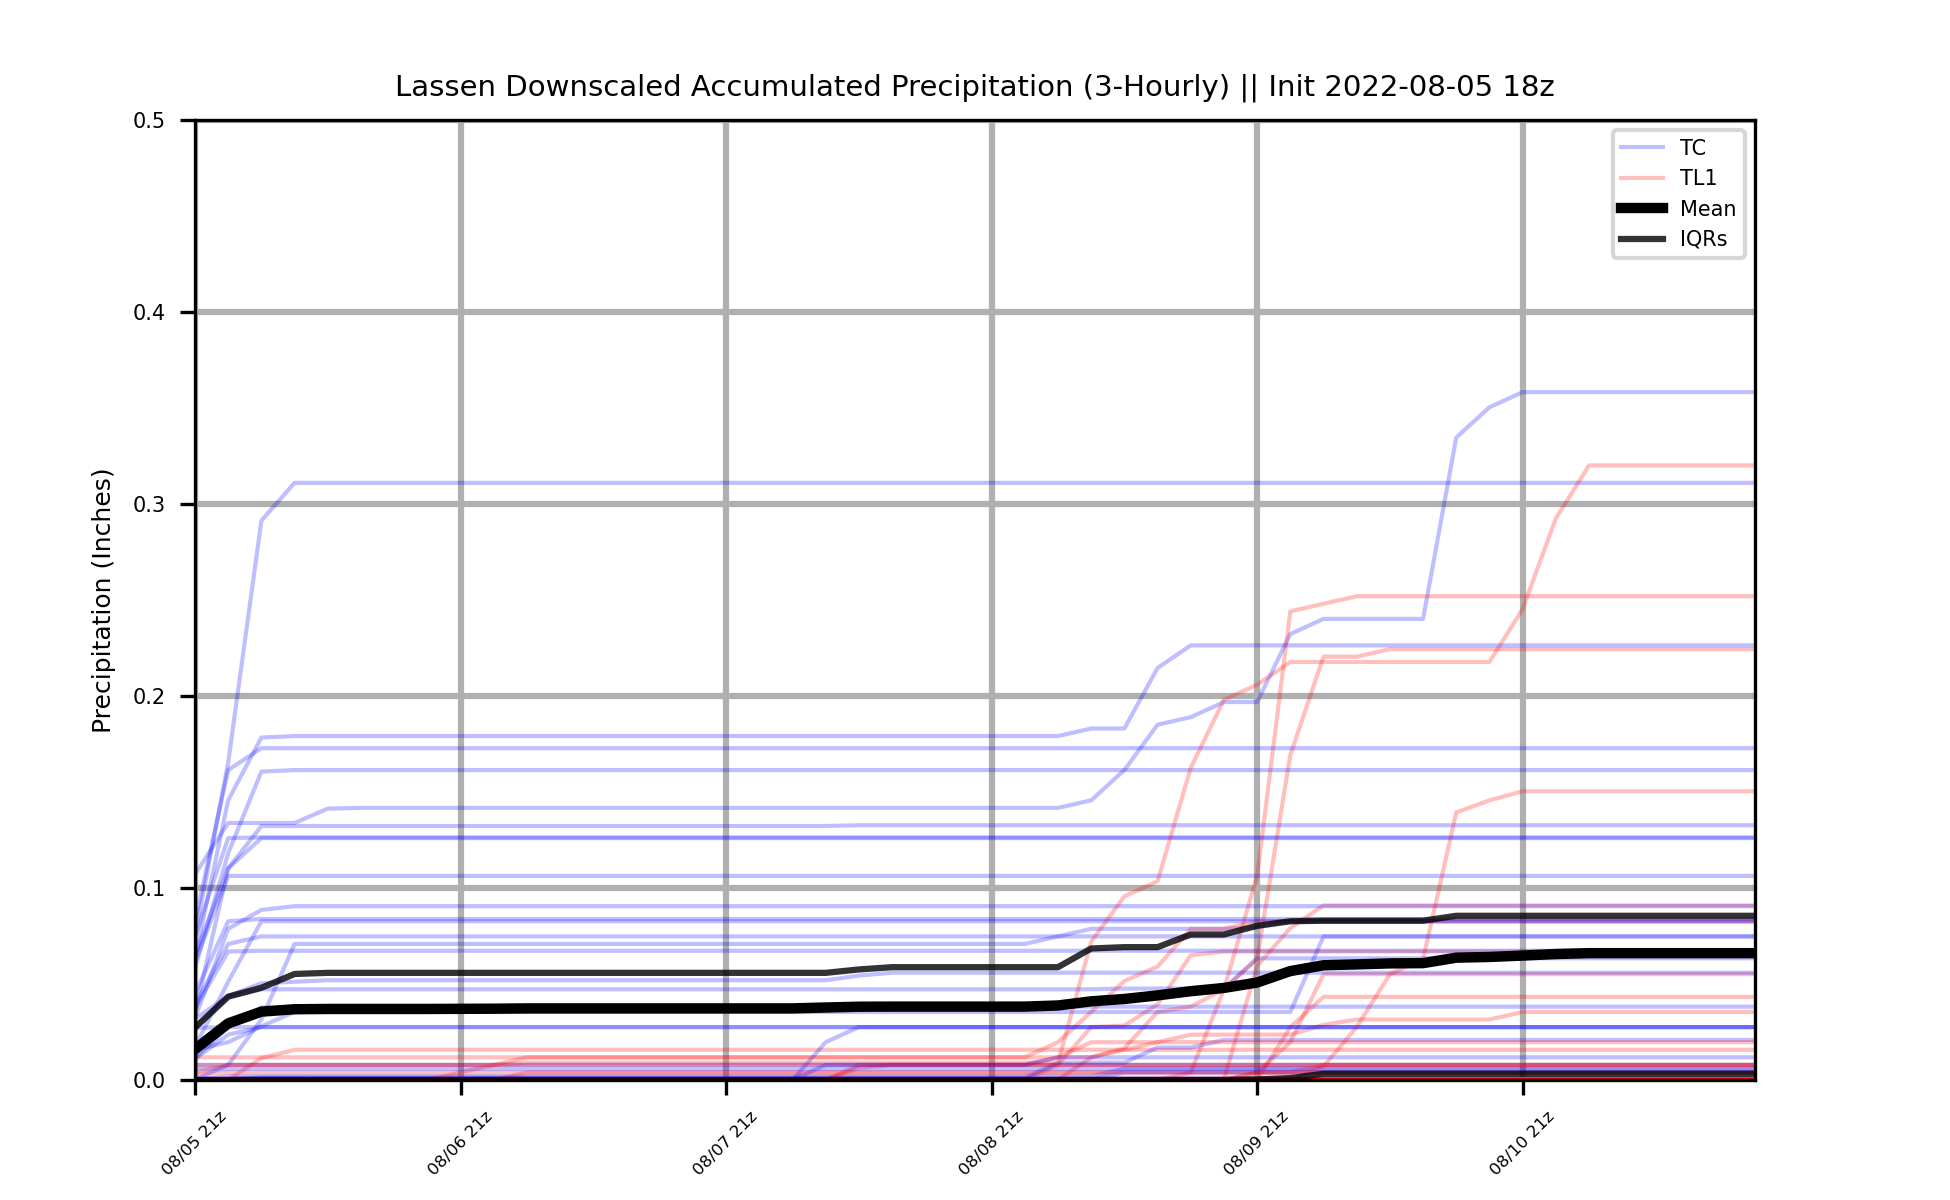 Lassen Downscaled Accumulated Precipitation (3-Hourly) || Init 2022-08-05 18z
TC
TL1
Mean
IQRs
Precipitation (Inches)
0.5
0.4
0.3
0.2
0.1
0.0
08/05 21z
08/06 21z
08/07 21z
08/08 21z
08/09 21z
08/10 21z